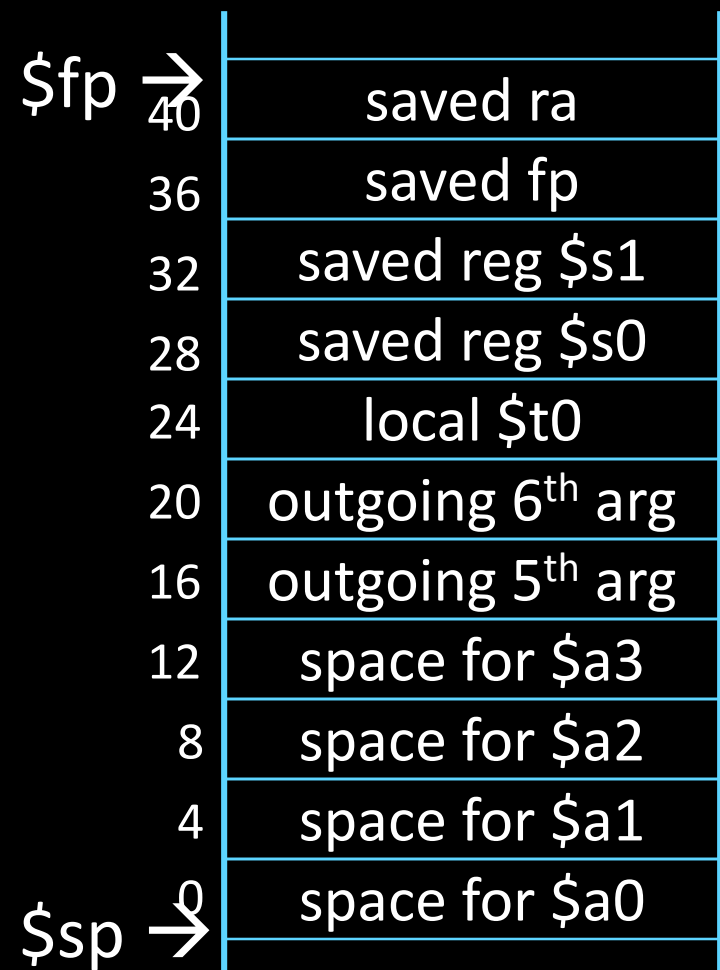 $fp →
40 saved ra
36 saved fp
32 saved reg $s1
28 saved reg $s0
24 local $t0
20 outgoing 6th arg
16 outgoing 5th arg
12 space for $a3
8 space for $a2
4 space for $a1
0 space for $a0
$sp →